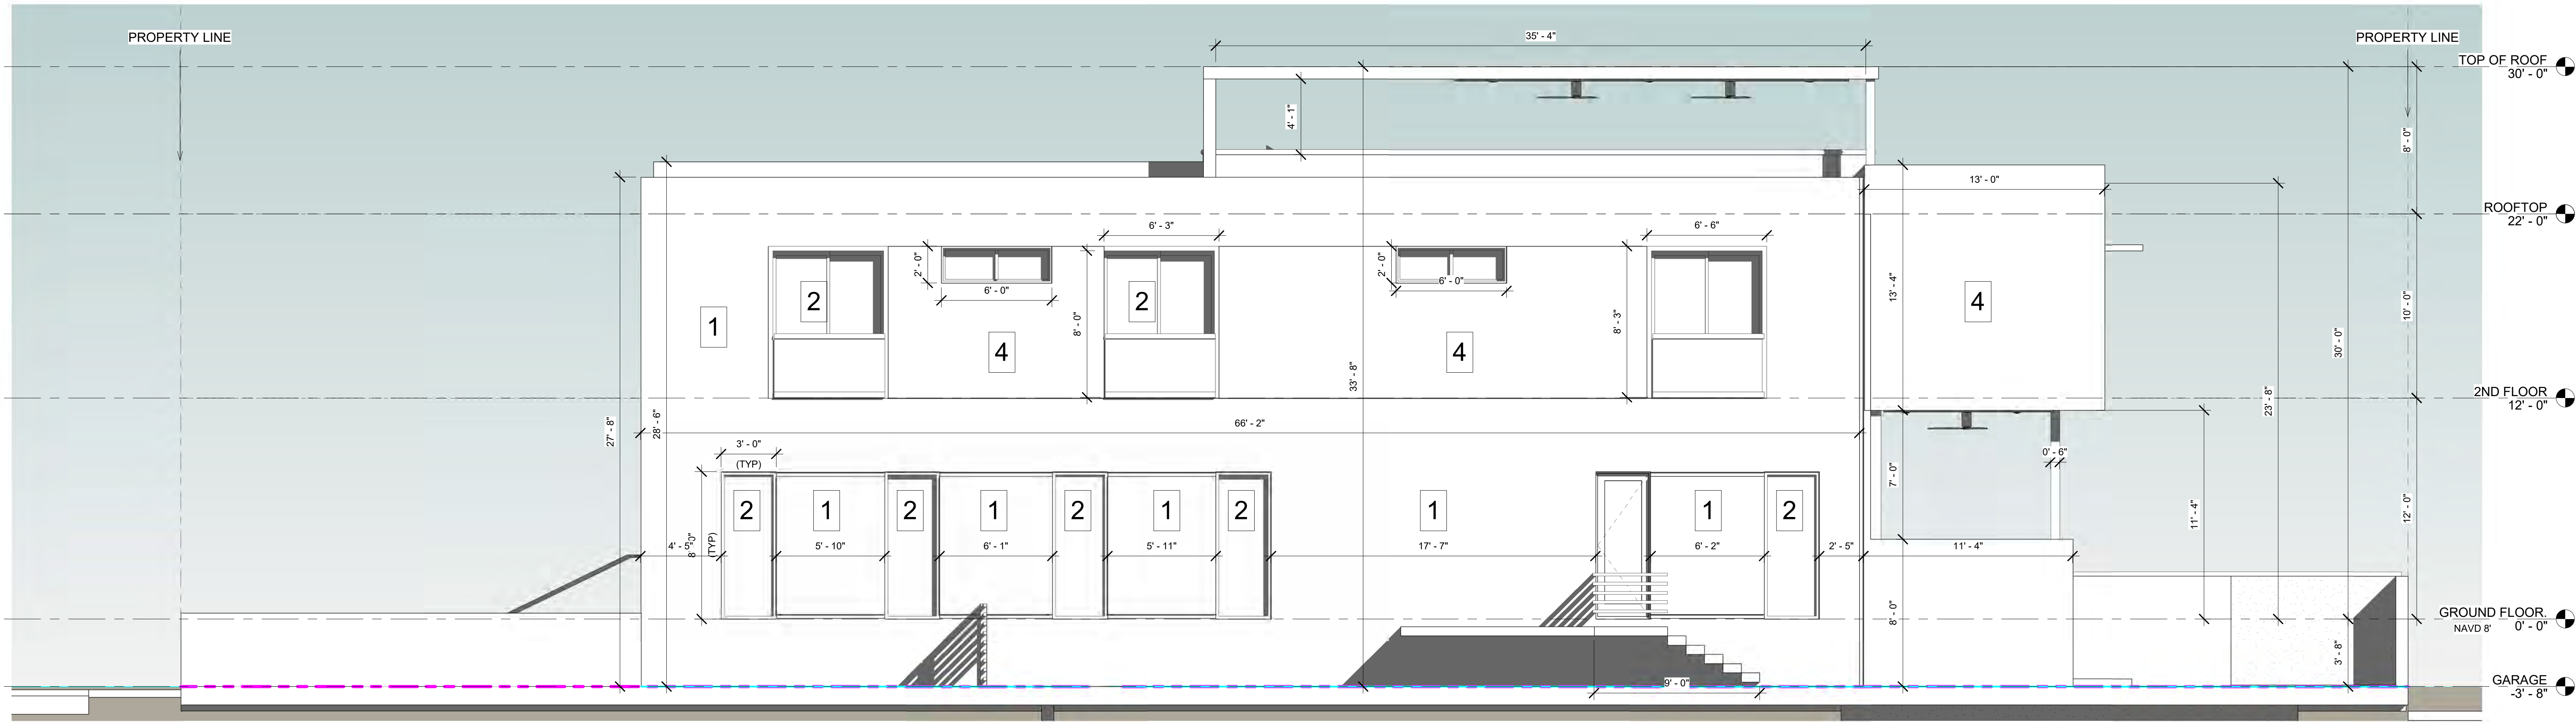 PROPERTY LINE
PROPERTY LINE
35' - 4"
TOP OF ROOF
30' - 0"
4' - 1"
8' - 0"
13' - 0"
ROOFTOP
22' - 0"
6' - 3"
6' - 6"
2' - 0"
2' - 0"
6' - 0"
6' - 0"
2
2
1
4
4
4
8' - 0"
8' - 3"
13' - 4"
10' - 0"
30' - 0"
33' - 8"
2ND FLOOR
12' - 0"
23' - 8"
27' - 8"
28' - 6"
66' - 2"
3' - 0"
(TYP)
0' - 6"
7' - 0"
11' - 4"
12' - 0"
2
1
2
1
2
1
2
1
1
2
8' - 0"
(TYP)
4' - 5"
5' - 10"
6' - 1"
5' - 11"
17' - 7"
6' - 2"
2' - 5"
11' - 4"
8' - 0"
GROUND FLOOR.
NAVD 8'
0' - 0"
3' - 8"
9' - 0"
GARAGE
-3' - 8"